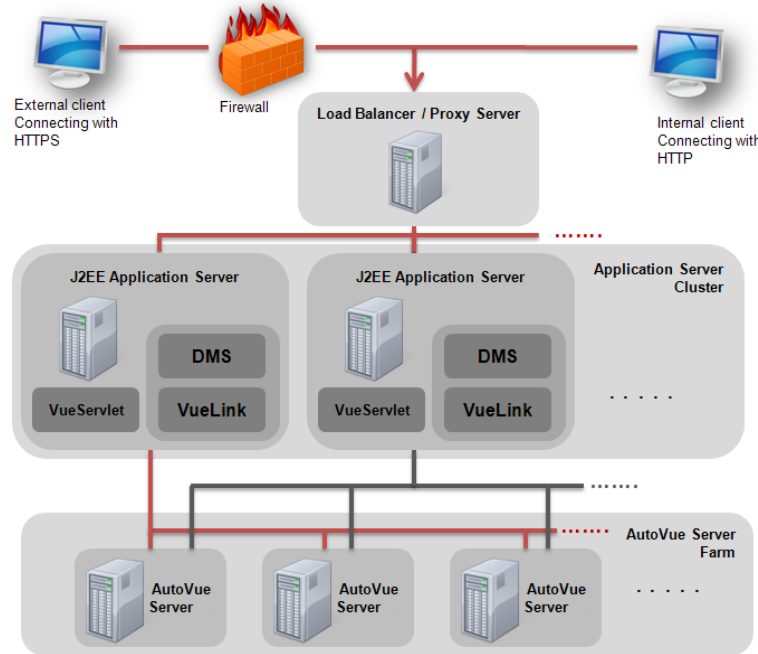 External client
Connecting with
HTTPS
Firewall
Internal client
Connecting with
HTTP
Load Balancer / Proxy Server
.......
J2EE Application Server
DMS
VueServlet
VueLink
J2EE Application Server
DMS
VueServlet
VueLink
Application Server
Cluster
. . . . .
.......
.......
AutoVue Server
Farm
AutoVue
Server
AutoVue
Server
AutoVue
Server
. . . . .